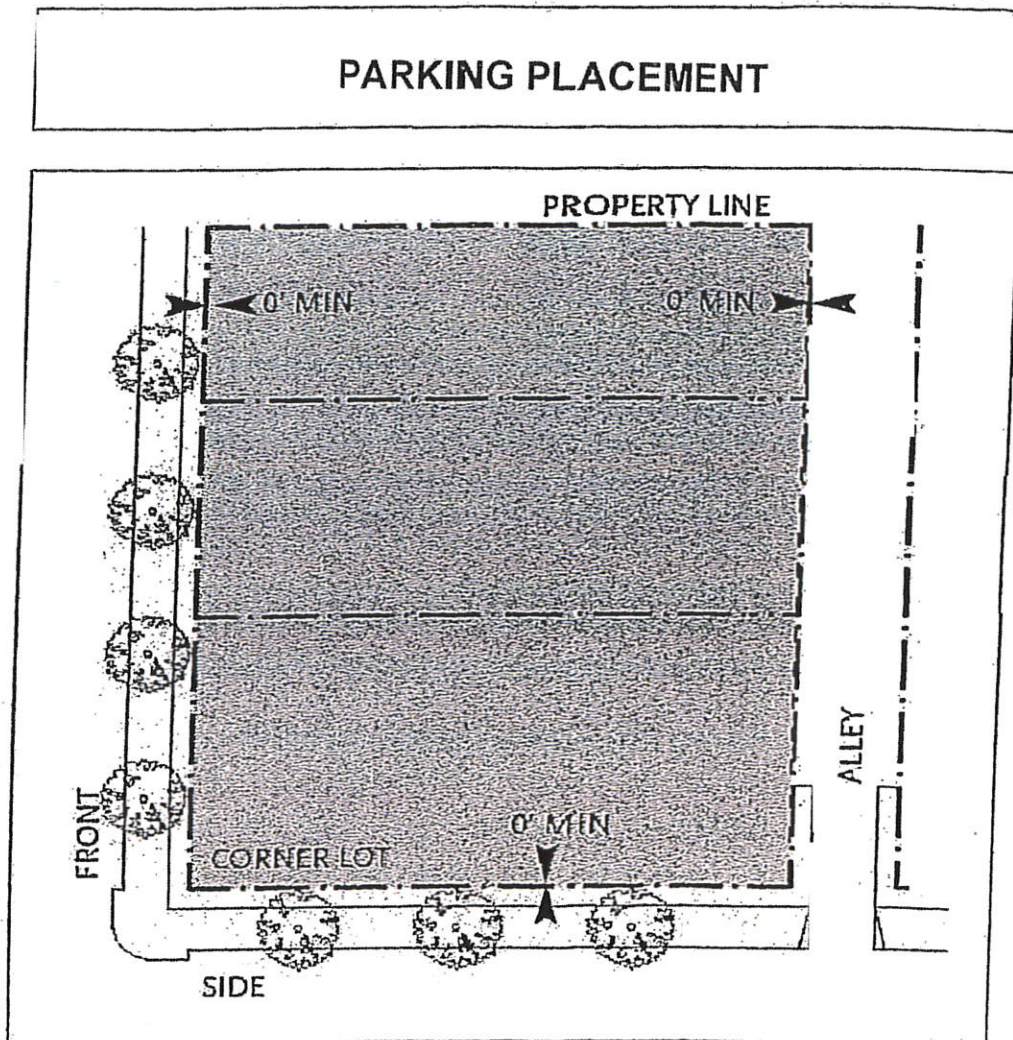 PARKING PLACEMENT
PROPERTY LINE
0' MIN
0' MIN
ALLEY
FRONT
0' MIN
CORNER LOT
SIDE